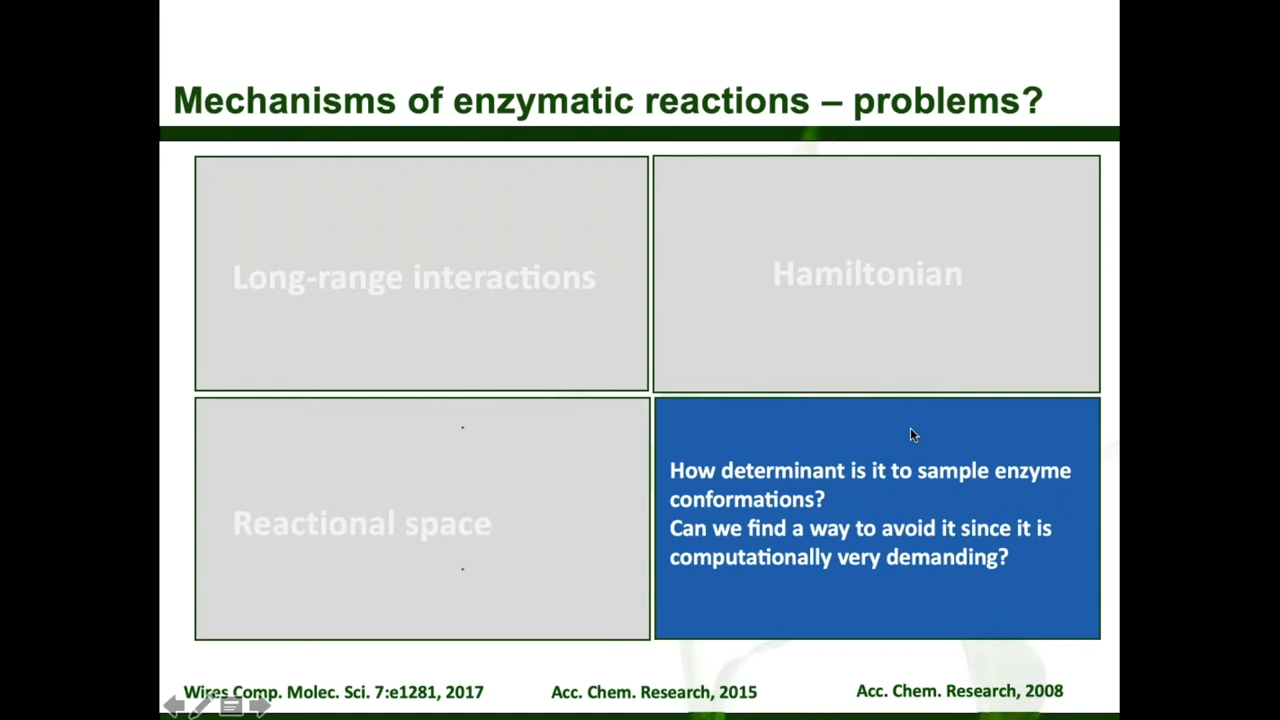 Mechanisms of enzymatic reactions – problems?
Long-range interactions
Hamiltonian
Reactional space
How determinant is it to sample enzyme
conformations?
Can we find a way to avoid it since it is
computationally very demanding?
Wires Comp. Molec. Sci. 7:e1281, 2017
Acc. Chem. Research, 2015
Acc. Chem. Research, 2008